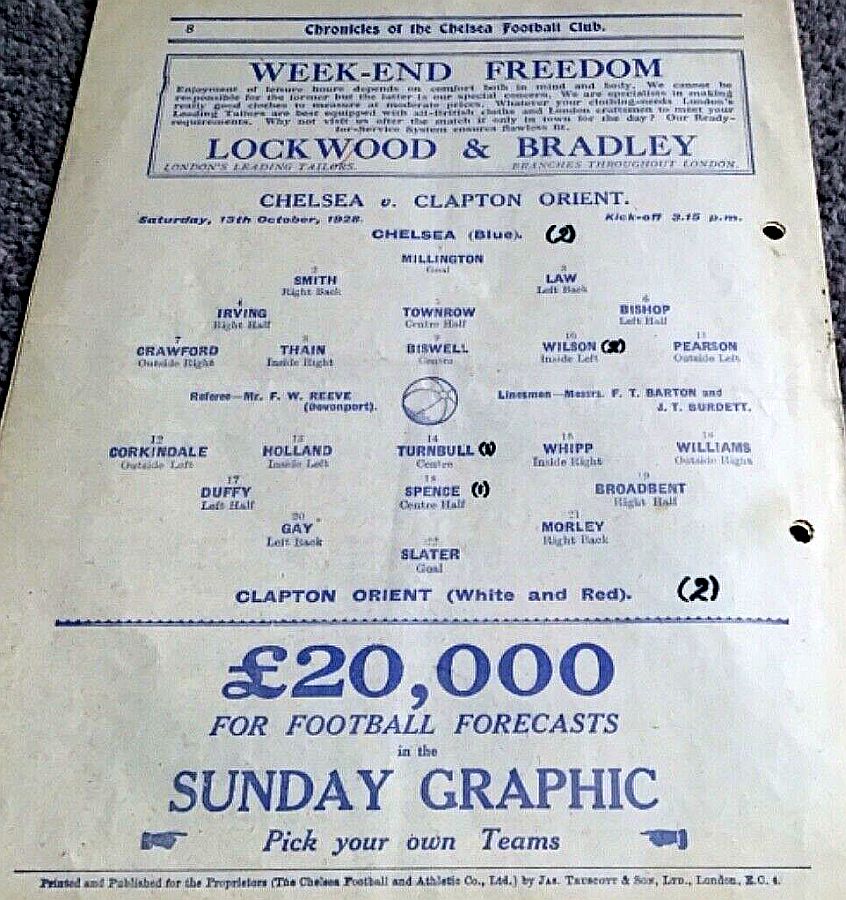 8 Chronicles of the Chelsea Football Club.
WEEK-END FREEDOM
Enjoyment of leisure hours depends on comfort both in mind and body. We cannot be
responsible for the former but the latter is our special concern. We are specialists in making
really good clothes to measure at moderate prices. Whatever your clothing needs London's
Leading Tailors are best equipped with all-British cloths and London craftsmen to meet your
requirements. Why not visit us after the match if only in town for the day? Our Ready-
for-Service System ensures flawless fit.
LOCKWOOD & BRADLEY
LONDON'S LEADING TAILORS. BRANCHES THROUGHOUT LONDON.
CHELSEA v. CLAPTON ORIENT.
Saturday, 13th October, 1928. Kick-off 3.15 p.m.
CHELSEA (Blue). (2)
1
MILLINGTON
Goal
2 3
SMITH LAW
Right Back Left Back
4 5 6
IRVING TOWNROW BISHOP
Right Half Centre Half Left Half
7 8 9 10 11
CRAWFORD THAIN BISWELL WILSON (2) PEARSON
Outside Right Inside Right Centre Inside Left Outside Left
Referee—Mr. F. W. REEVE Linesmen—Messrs. F. T. BARTON and
(Devonport). J. T. BURDETT.
12 13 14 15 16
CORKINDALE HOLLAND TURNBULL (1) WHIPP WILLIAMS
Outside Left Inside Left Centre Inside Right Outside Right
17 18 19
DUFFY SPENCE (1) BROADBENT
Left Half Centre Half Right Half
20 21
GAY MORLEY
Left Back Right Back
22
SLATER
Goal
CLAPTON ORIENT (White and Red). (2)
£20,000
FOR FOOTBALL FORECASTS
in the
SUNDAY GRAPHIC
Pick your own Teams
Printed and Published for the Proprietors (The Chelsea Football and Athletic Co., Ltd.) by JAS. TRUSCOTT & SON, LTD., London, E.C. 4.